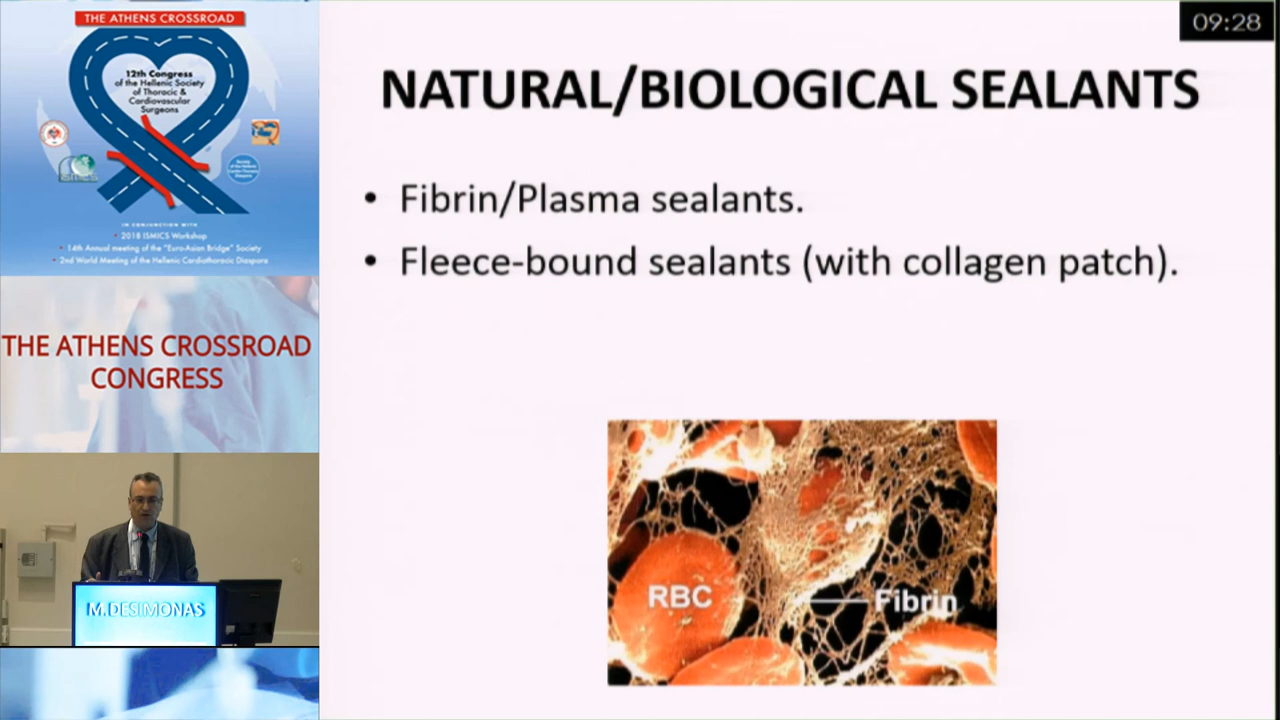 THE ATHENS CROSSROAD
12th Congress
of the Hellenic Society
of Thoracic &
Cardiovascular
Surgeons
ISMICS
IN CONJUNCTION WITH
• 2018 ISMICS Workshop
• 14th Annual meeting of the "Euro-Asian Bridge" Society
• 2nd World Meeting of the Hellenic Cardiothoracic Diaspora
THE ATHENS CROSSROAD
CONGRESS
M.DESIMONAS
09:28
NATURAL/BIOLOGICAL SEALANTS
• Fibrin/Plasma sealants.
• Fleece-bound sealants (with collagen patch).
RBC
Fibrin